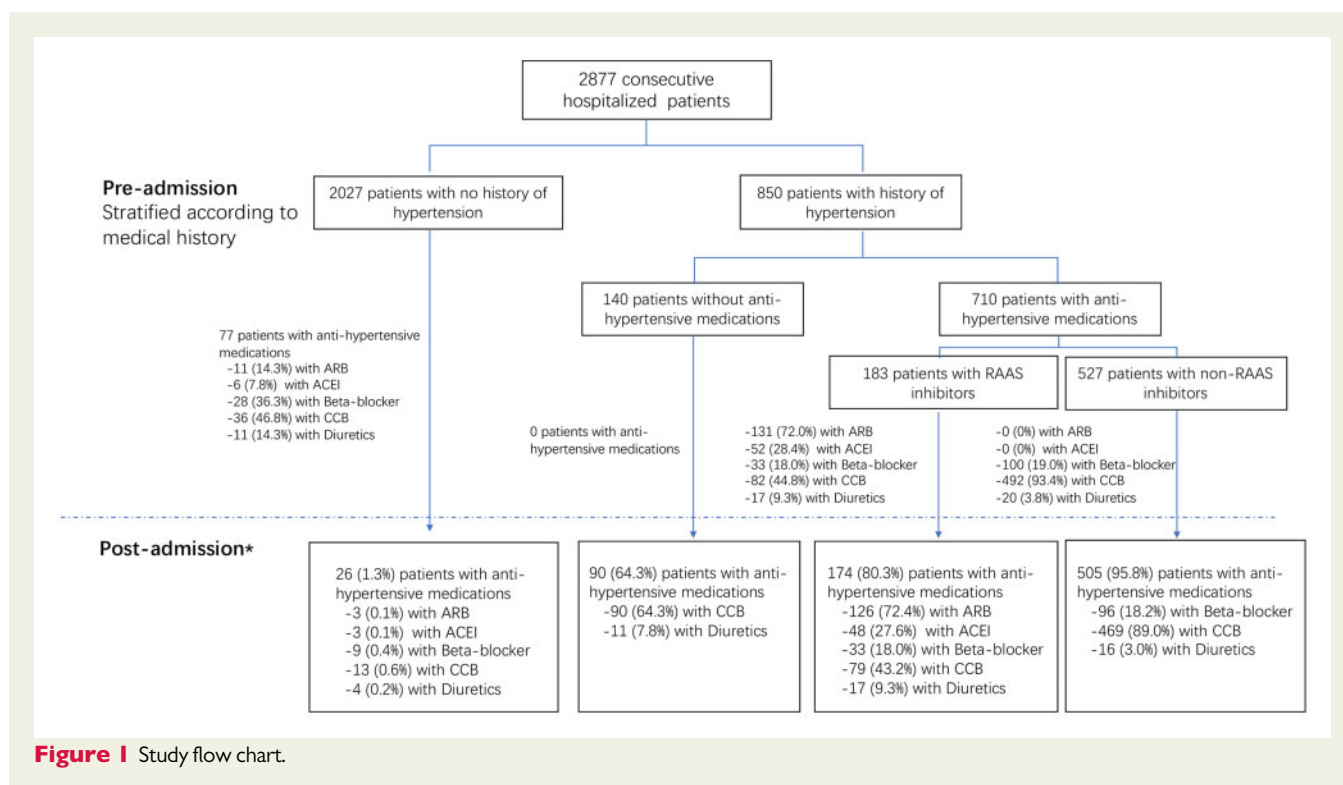 2877 consecutive
hospitalized patients
Pre-admission
Stratified according to
medical history
2027 patients with no history of
hypertension
850 patients with history of
hypertension
140 patients without anti-
hypertensive medications
710 patients with anti-
hypertensive medications
183 patients with RAAS
inhibitors
527 patients with non-RAAS
inhibitors
77 patients with anti-hypertensive
medications
-11 (14.3%) with ARB
-6 (7.8%) with ACEI
-28 (36.3%) with Beta-blocker
-36 (46.8%) with CCB
-11 (14.3%) with Diuretics
0 patients with anti-
hypertensive medications
-131 (72.0%) with ARB
-52 (28.4%) with ACEI
-33 (18.0%) with Beta-blocker
-82 (44.8%) with CCB
-17 (9.3%) with Diuretics
-0 (0%) with ARB
-0 (0%) with ACEI
-100 (19.0%) with Beta-blocker
-492 (93.4%) with CCB
-20 (3.8%) with Diuretics
Post-admission*
26 (1.3%) patients with anti-
hypertensive medications
-3 (0.1%) with ARB
-3 (0.1%) with ACEI
-9 (0.4%) with Beta-blocker
-13 (0.6%) with CCB
-4 (0.2%) with Diuretics
90 (64.3%) patients with anti-
hypertensive medications
-90 (64.3%) with CCB
-11 (7.8%) with Diuretics
174 (80.3%) patients with anti-
hypertensive medications
-126 (72.4%) with ARB
-48 (27.6%) with ACEI
-33 (18.0%) with Beta-blocker
-79 (43.2%) with CCB
-17 (9.3%) with Diuretics
505 (95.8%) patients with anti-
hypertensive medications
-96 (18.2%) with Beta-blocker
-469 (89.0%) with CCB
-16 (3.0%) with Diuretics
Figure 1 Study flow chart.